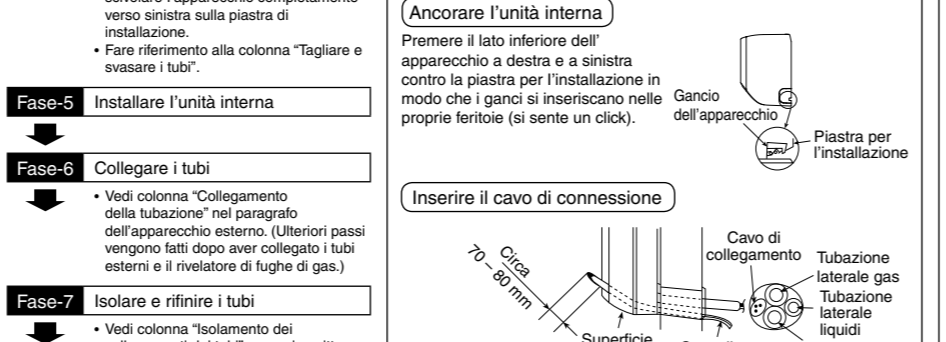 verso sinistra sulla piastra di
installazione.
• Fare riferimento alla colonna “Tagliare e
svasare i tubi”.
Fase-5 Installare l’unità interna
Fase-6 Collegare i tubi
• Vedi colonna “Collegamento
della tubazione” nel paragrafo
dell’apparecchio esterno. (Ulteriori passi
vengono fatti dopo aver collegato i tubi
esterni e il rivelatore di fughe di gas.)
Fase-7 Isolare e rifinire i tubi
• Vedi colonna “Isolamento dei
Ancorare l’unità interna
Premere il lato inferiore dell’
apparecchio a destra e a sinistra
contro la piastra per l’installazione in
modo che i ganci si inseriscano nelle
proprie feritoie (si sente un click).
Gancio
dell’apparecchio
Piastra per
l’installazione
Inserire il cavo di connessione
Circa
70 – 80 mm
Cavo di
collegamento
Tubazione
laterale gas
Tubazione
laterale
liquidi
Superficie